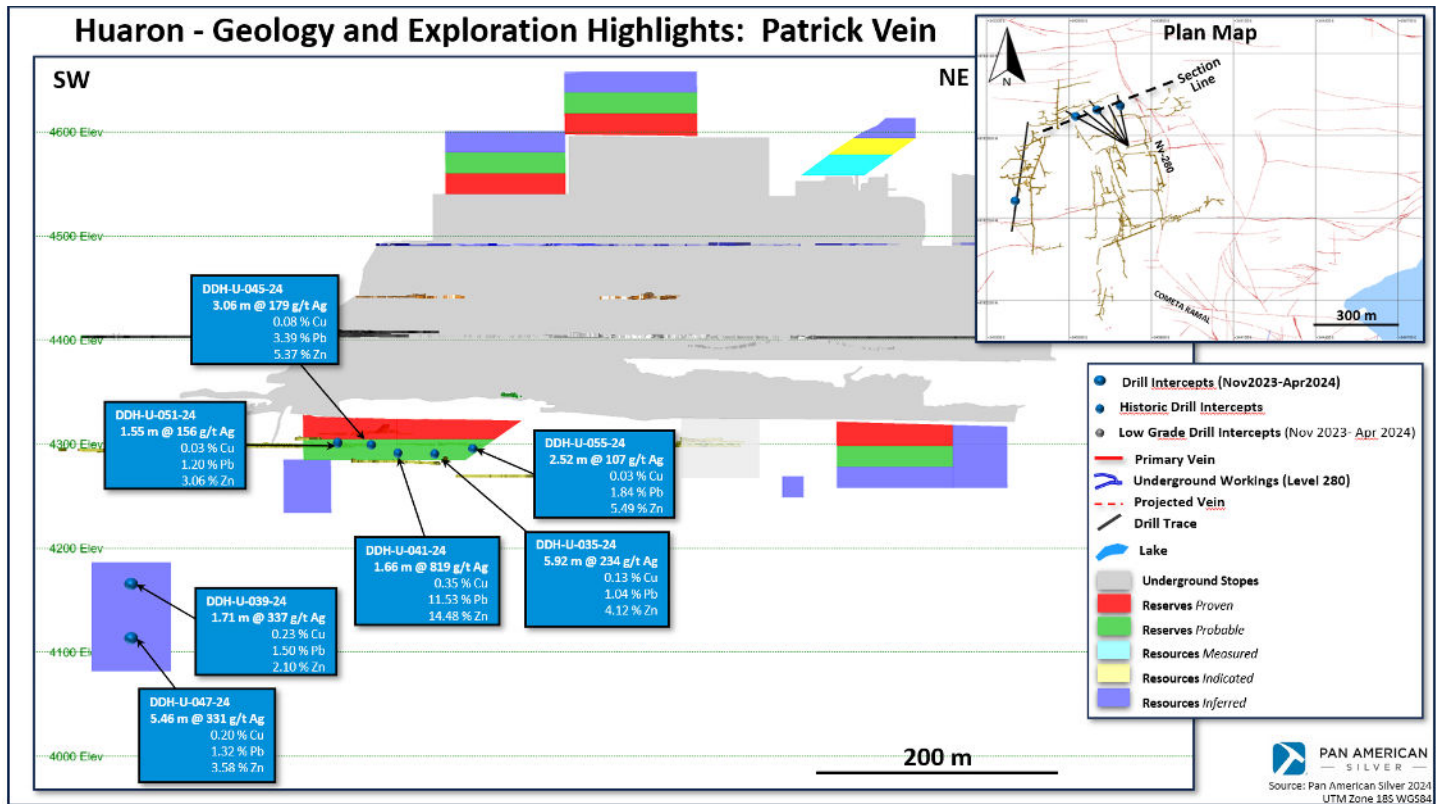 Huaron - Geology and Exploration Highlights: Patrick Vein
SW
NE
4600 Elev
4500 Elev
4400 Elev
4300 Elev
4200 Elev
4100 Elev
4000 Elev
DDH-U-045-24
3.06 m @ 179 g/t Ag
0.08 % Cu
3.39 % Pb
5.37 % Zn
DDH-U-051-24
1.55 m @ 156 g/t Ag
0.03 % Cu
1.20 % Pb
3.06 % Zn
DDH-U-055-24
2.52 m @ 107 g/t Ag
0.03 % Cu
1.84 % Pb
5.49 % Zn
DDH-U-041-24
1.66 m @ 819 g/t Ag
0.35 % Cu
11.53 % Pb
14.48 % Zn
DDH-U-035-24
5.92 m @ 234 g/t Ag
0.13 % Cu
1.04 % Pb
4.12 % Zn
DDH-U-039-24
1.71 m @ 337 g/t Ag
0.23 % Cu
1.50 % Pb
2.10 % Zn
DDH-U-047-24
5.46 m @ 331 g/t Ag
0.20 % Cu
1.32 % Pb
3.58 % Zn
200 m
Plan Map
N
Section
Line
Nv-280
COMETA RAMAL
300 m
Drill Intercepts (Nov2023-Apr2024)
Historic Drill Intercepts
Low Grade Drill Intercepts (Nov 2023- Apr 2024)
Primary Vein
Underground Workings (Level 280)
Projected Vein
Drill Trace
Lake
Underground Stopes
Reserves Proven
Reserves Probable
Resources Measured
Resources Indicated
Resources Inferred
PAN AMERICAN
— SILVER —
Source: Pan American Silver 2024
UTM Zone 18S WGS84